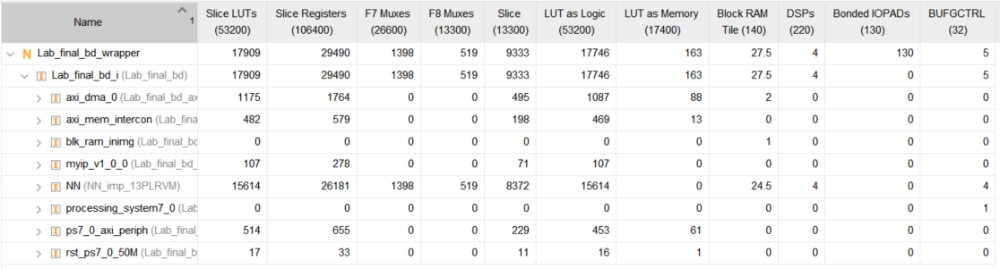 Name 1 Slice LUTs (53200) Slice Registers (106400) F7 Muxes (26600) F8 Muxes (13300) Slice (13300) LUT as Logic (53200) LUT as Memory (17400) Block RAM Tile (140) DSPs (220) Bonded IOPADs (130) BUFGCTRL (32)
N Lab_final_bd_wrapper 17909 29490 1398 519 9333 17746 163 27.5 4 130 5
Lab_final_bd_i (Lab_final_bd) 17909 29490 1398 519 9333 17746 163 27.5 4 0 5
axi_dma_0 (Lab_final_bd_ax 1175 1764 0 0 495 1087 88 2 0 0 0
axi_mem_intercon (Lab_fina 482 579 0 0 198 469 13 0 0 0 0
blk_ram_inimg (Lab_final_bd 0 0 0 0 0 0 0 1 0 0 0
myip_v1_0_0 (Lab_final_bd_ 107 278 0 0 71 107 0 0 0 0 0
NN (NN_imp_13PLRVM) 15614 26181 1398 519 8372 15614 0 24.5 4 0 4
processing_system7_0 (Lab 0 0 0 0 0 0 0 0 0 0 1
ps7_0_axi_periph (Lab_final_ 514 655 0 0 229 453 61 0 0 0 0
rst_ps7_0_50M (Lab_final_b 17 33 0 0 11 16 1 0 0 0 0